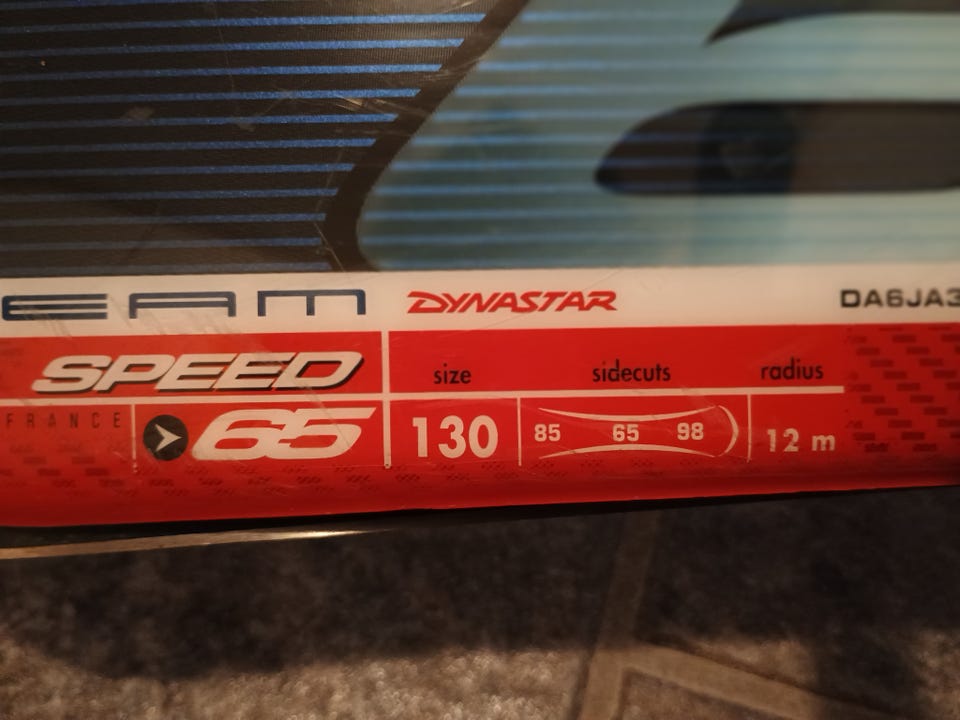 EAM DYNASTAR DA6JA3
SPEED size sidecuts radius
FRANCE 65 130 85 65 98 12 m